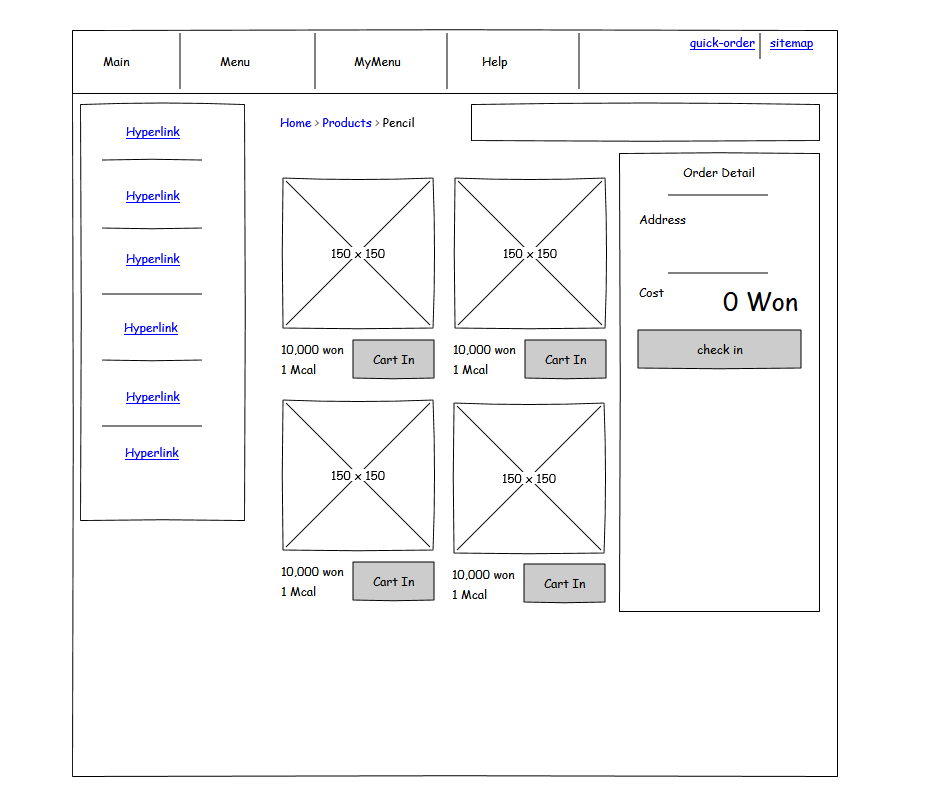 Main
Menu
MyMenu
Help
quick-order
sitemap
Hyperlink
Hyperlink
Hyperlink
Hyperlink
Hyperlink
Hyperlink
Home > Products > Pencil
150 x 150
10,000 won
1 Mcal
Cart In
150 x 150
10,000 won
1 Mcal
Cart In
150 x 150
10,000 won
1 Mcal
Cart In
150 x 150
10,000 won
1 Mcal
Cart In
Order Detail
Address
Cost
0 Won
check in